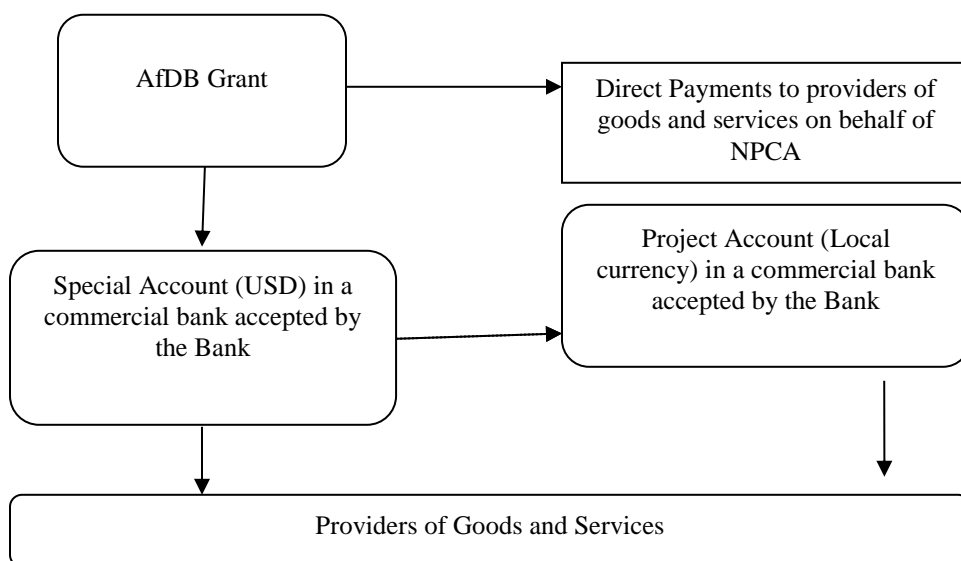 AfDB Grant
Direct Payments to providers of
goods and services on behalf of
NPCA
Special Account (USD) in a
commercial bank accepted by
the Bank
Project Account (Local
currency) in a commercial bank
accepted by the Bank
Providers of Goods and Services